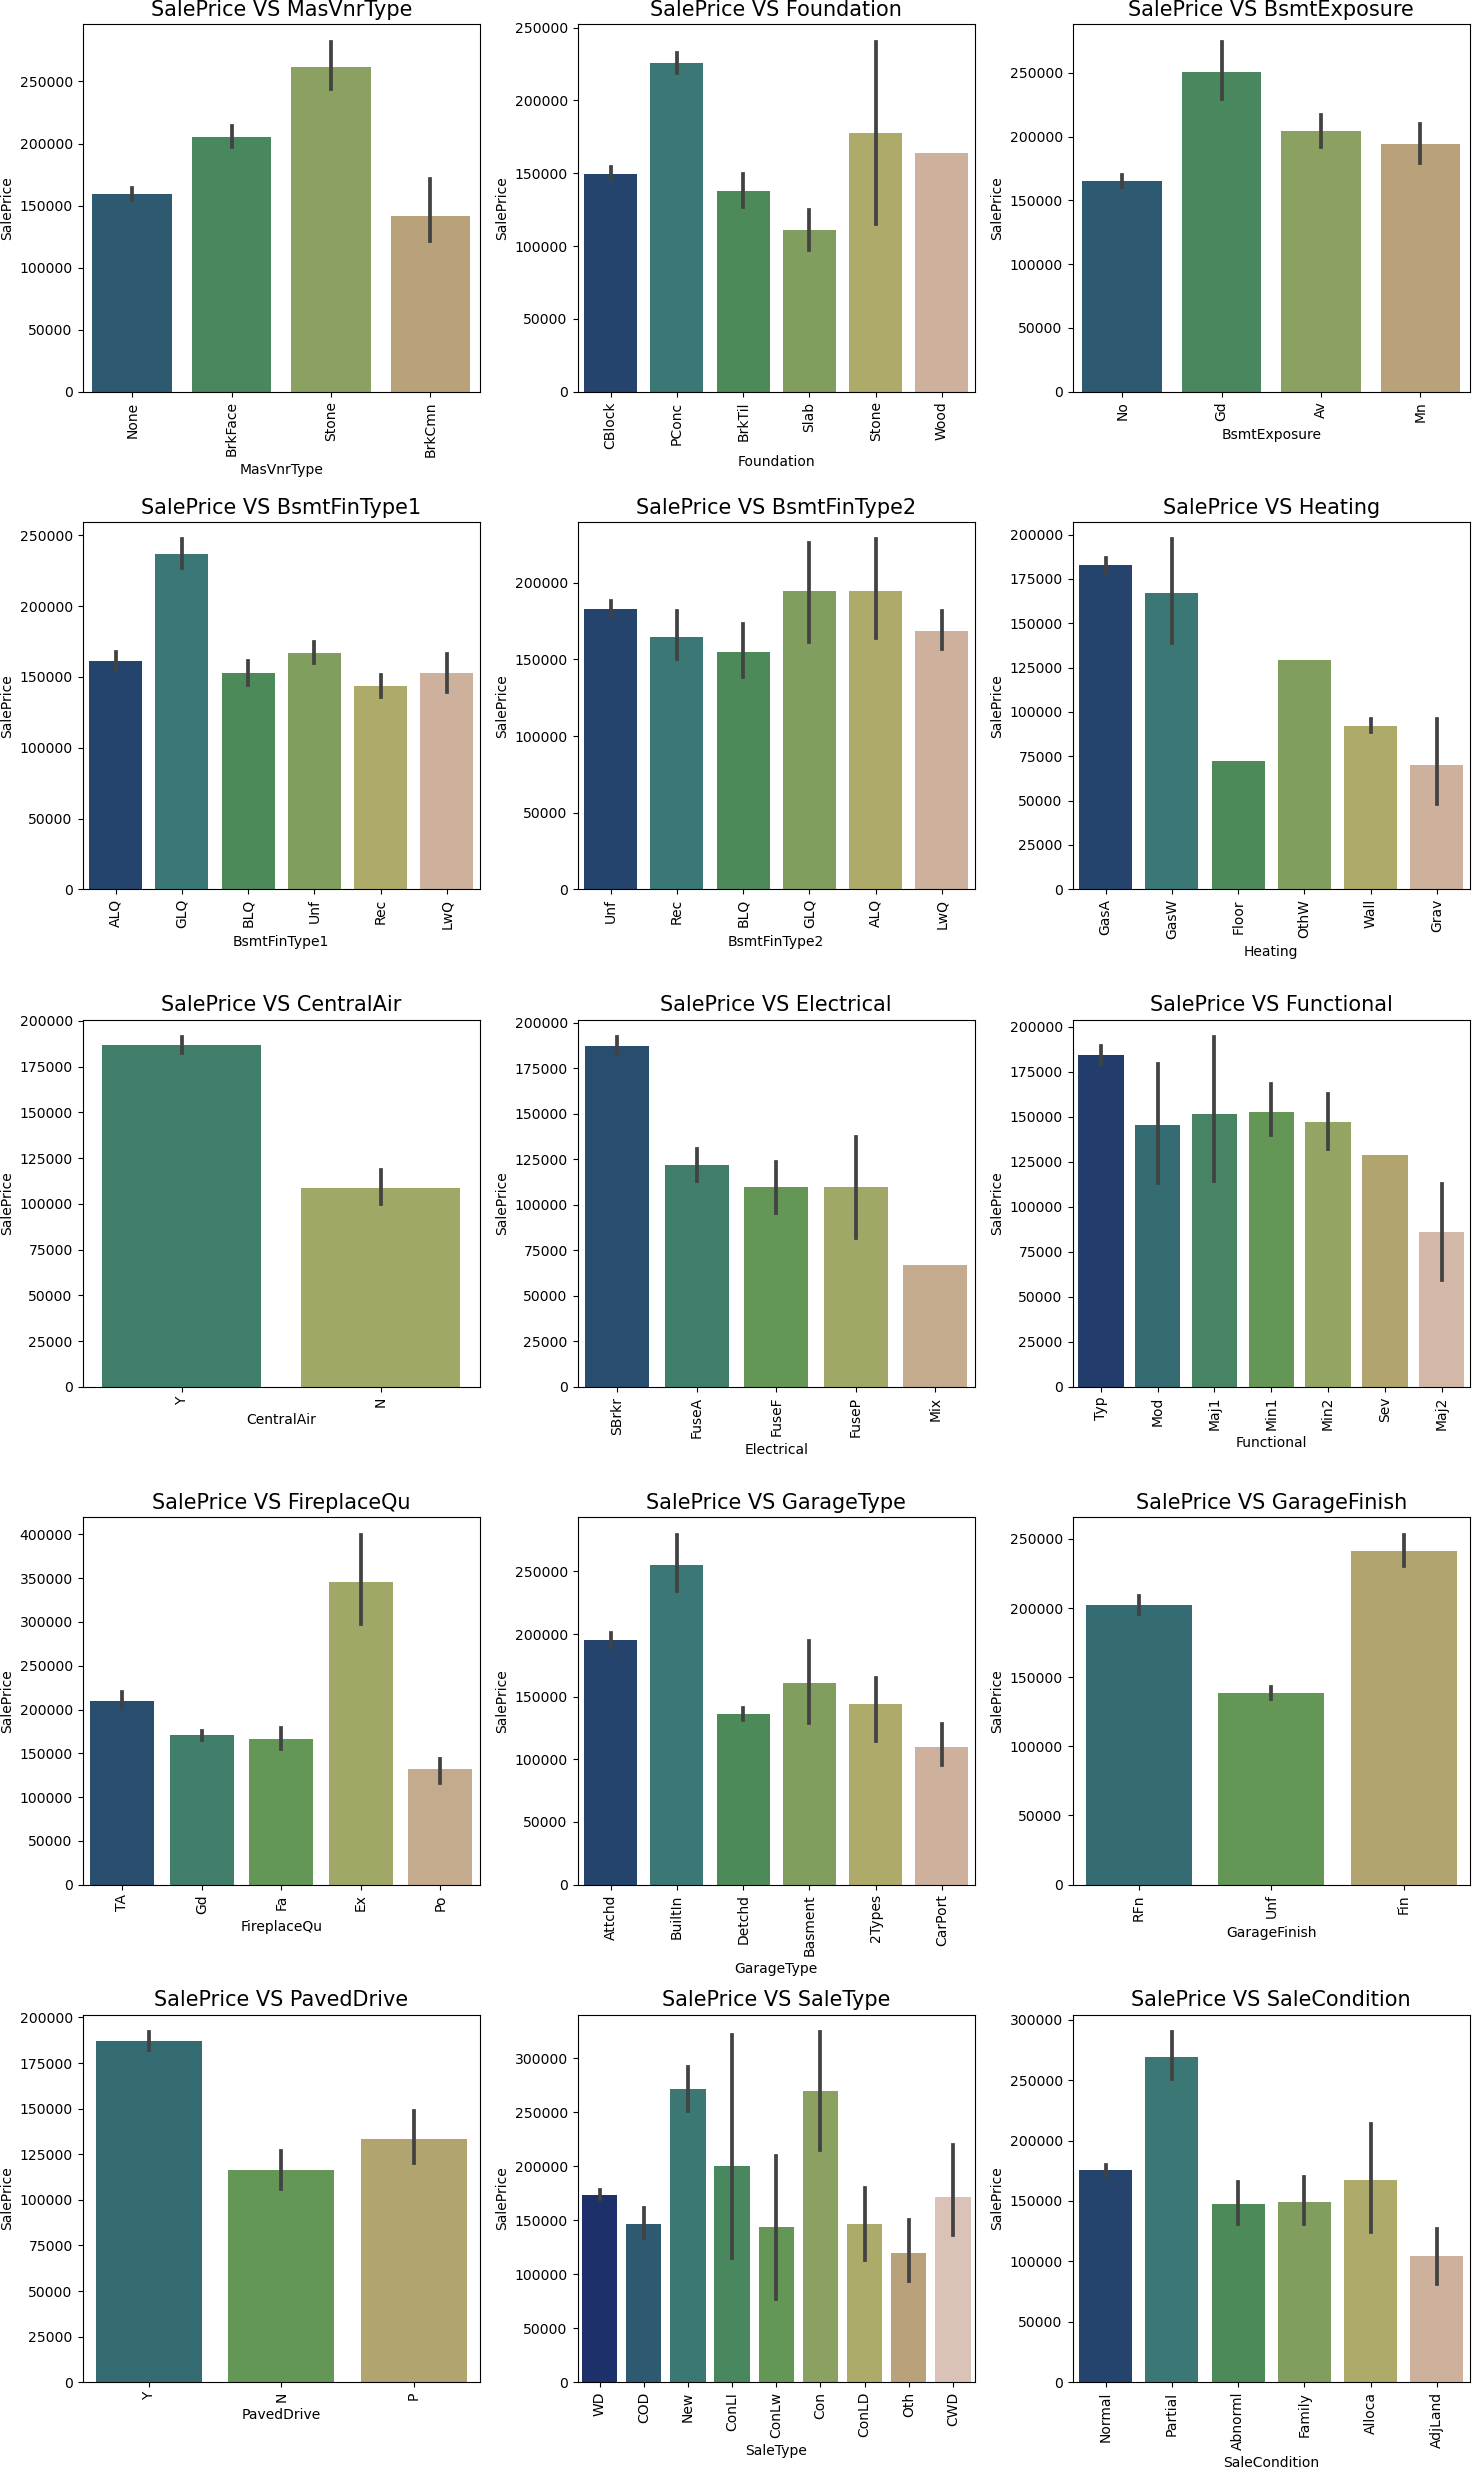 SalePrice VS MasVnrType
SalePrice
250000
200000
150000
100000
50000
0
None
BrkFace
Stone
BrkCmn
MasVnrType
SalePrice VS Foundation
SalePrice
250000
200000
150000
100000
50000
0
CBlock
PConc
BrkTil
Slab
Stone
Wood
Foundation
SalePrice VS BsmtExposure
SalePrice
250000
200000
150000
100000
50000
0
No
Gd
Av
Mn
BsmtExposure
SalePrice VS BsmtFinType1
SalePrice
250000
200000
150000
100000
50000
0
ALQ
GLQ
BLQ
Unf
Rec
LwQ
BsmtFinType1
SalePrice VS BsmtFinType2
SalePrice
200000
150000
100000
50000
0
Unf
Rec
BLQ
GLQ
ALQ
LwQ
BsmtFinType2
SalePrice VS Heating
SalePrice
200000
175000
150000
125000
100000
75000
50000
25000
0
GasA
GasW
Floor
OthW
Wall
Grav
Heating
SalePrice VS CentralAir
SalePrice
200000
175000
150000
125000
100000
75000
50000
25000
0
Y
N
CentralAir
SalePrice VS Electrical
SalePrice
200000
175000
150000
125000
100000
75000
50000
25000
0
SBrkr
FuseA
FuseF
FuseP
Mix
Electrical
SalePrice VS Functional
SalePrice
200000
175000
150000
125000
100000
75000
50000
25000
0
Typ
Mod
Maj1
Min1
Min2
Sev
Maj2
Functional
SalePrice VS FireplaceQu
SalePrice
400000
350000
300000
250000
200000
150000
100000
50000
0
TA
Gd
Fa
Ex
Po
FireplaceQu
SalePrice VS GarageType
SalePrice
250000
200000
150000
100000
50000
0
Attchd
BuiltIn
Detchd
Basment
2Types
CarPort
GarageType
SalePrice VS GarageFinish
SalePrice
250000
200000
150000
100000
50000
0
RFn
Unf
Fin
GarageFinish
SalePrice VS PavedDrive
SalePrice
200000
175000
150000
125000
100000
75000
50000
25000
0
Y
N
P
PavedDrive
SalePrice VS SaleType
SalePrice
300000
250000
200000
150000
100000
50000
0
WD
COD
New
ConLI
ConLw
Con
ConLD
Oth
CWD
SaleType
SalePrice VS SaleCondition
SalePrice
300000
250000
200000
150000
100000
50000
0
Normal
Partial
Abnorml
Family
Alloca
AdjLand
SaleCondition